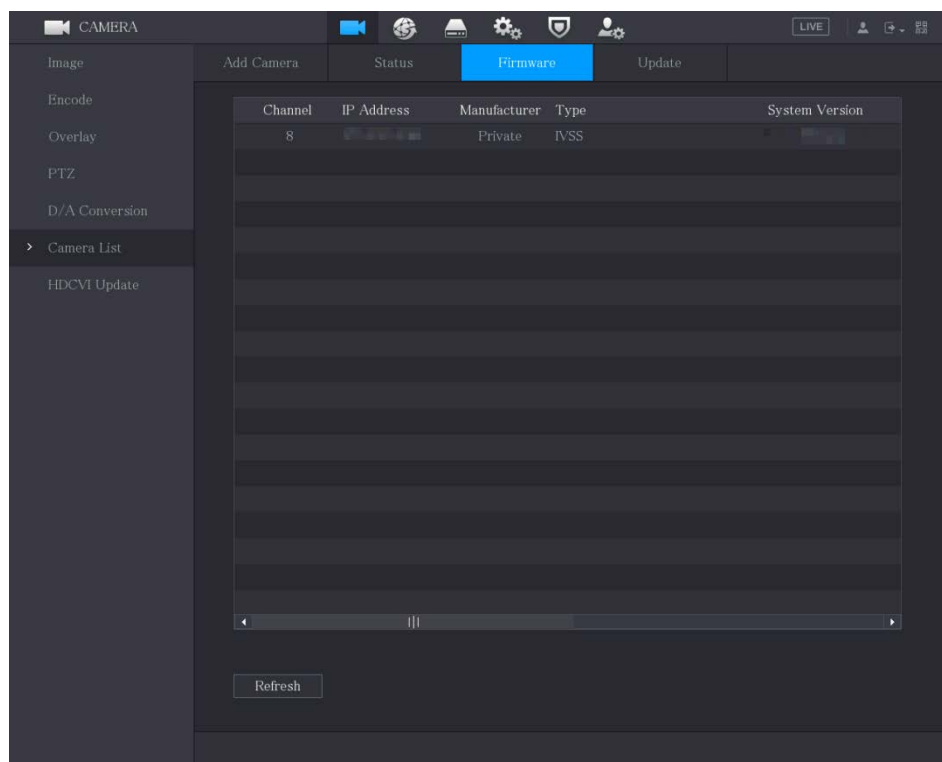 CAMERA LIVE
Image
Encode
Overlay
PTZ
D/A Conversion
Camera List
HDCVI Update
Add Camera Status Firmware Update
Channel IP Address Manufacturer Type System Version
8 Private IVSS
Refresh